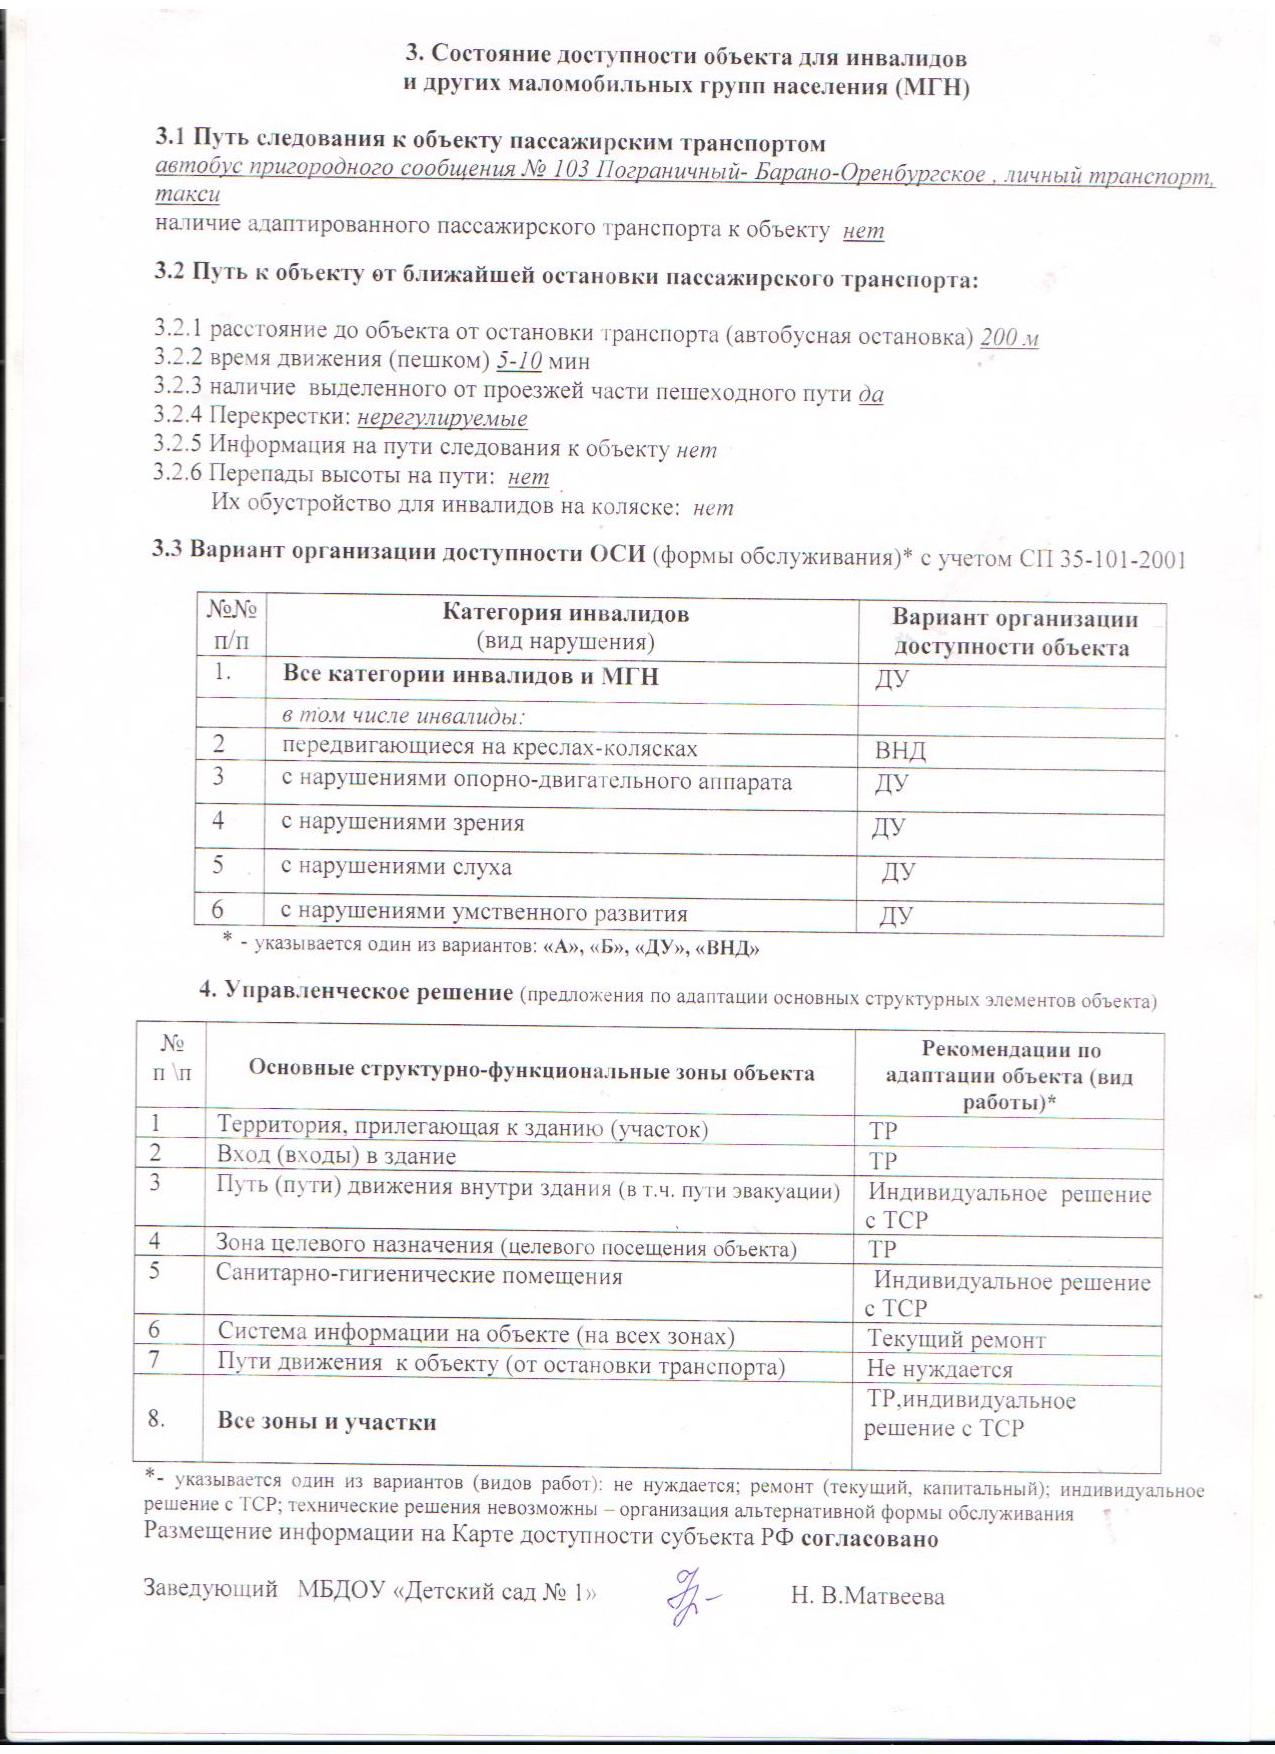 3. Состояние доступности объекта для инвалидов
и других маломобильных групп населения (МГН)
3.1 Путь следования к объекту пассажирским транспортом
автобус пригородного сообщения № 103 Пограничный- Барано-Оренбургское , личный транспорт,
такси
наличие адаптированного пассажирского транспорта к объекту нет
3.2 Путь к объекту от ближайшей остановки пассажирского транспорта:
3.2.1 расстояние до объекта от остановки транспорта (автобусная остановка) 200 м
3.2.2 время движения (пешком) 5-10 мин
3.2.3 наличие выделенного от проезжей части пешеходного пути да
3.2.4 Перекрестки: нерегулируемые
3.2.5 Информация на пути следования к объекту нет
3.2.6 Перепады высоты на пути: нет
Их обустройство для инвалидов на коляске: нет
3.3 Вариант организации доступности ОСИ (формы обслуживания)* с учетом СП 35-101-2001
№№ Категория инвалидов Вариант организации
п/п (вид нарушения) доступности объекта
1. Все категории инвалидов и МГН ДУ
в том числе инвалиды:
2 передвигающиеся на креслах-колясках ВНД
3 с нарушениями опорно-двигательного аппарата ДУ
4 с нарушениями зрения ДУ
5 с нарушениями слуха ДУ
6 с нарушениями умственного развития ДУ
* - указывается один из вариантов: «А», «Б», «ДУ», «ВНД»
4. Управленческое решение (предложения по адаптации основных структурных элементов объекта)
№
п \п
Основные структурно-функциональные зоны объекта
Рекомендации по
адаптации объекта (вид
работы)*
1 Территория, прилегающая к зданию (участок) ТР
2 Вход (входы) в здание ТР
3 Путь (пути) движения внутри здания (в т.ч. пути эвакуации) Индивидуальное решение
с ТСР
4 Зона целевого назначения (целевого посещения объекта) ТР
5 Санитарно-гигиенические помещения Индивидуальное решение
с ТСР
6 Система информации на объекте (на всех зонах) Текущий ремонт
7 Пути движения к объекту (от остановки транспорта) Не нуждается
8. Все зоны и участки ТР,индивидуальное
решение с ТСР
*- указывается один из вариантов (видов работ): не нуждается; ремонт (текущий, капитальный); индивидуальное
решение с ТСР; технические решения невозможны – организация альтернативной формы обслуживания
Размещение информации на Карте доступности субъекта РФ согласовано
Заведующий МБДОУ «Детский сад № 1» Н. В.Матвеева